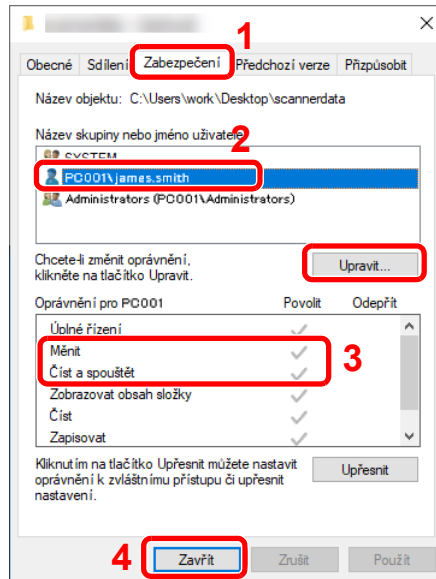 1
Obecné Sdílení Zabezpečení Předchozí verze Přizpůsobit
Název objektu: C:\Users\work\Desktop\scannerdata
Název skupiny nebo jméno uživatele
2
SYSTEM
PC001\james.smith
Administrators (PC001\Administrators)
Chcete-li změnit oprávnění,
klikněte na tlačítko Upravit.
Upravit...
Oprávnění pro PC001 Povolit Odepřít
Úplné řízení
Měnit
3
Číst a spouštět
Zobrazovat obsah složky
Číst
Zapisovat
Kliknutím na tlačítko Upřesnit můžete nastavit
oprávnění k zvláštnímu přístupu či upřesnit
nastavení.
Upřesnit
4
Zavřít Zrušit Použít